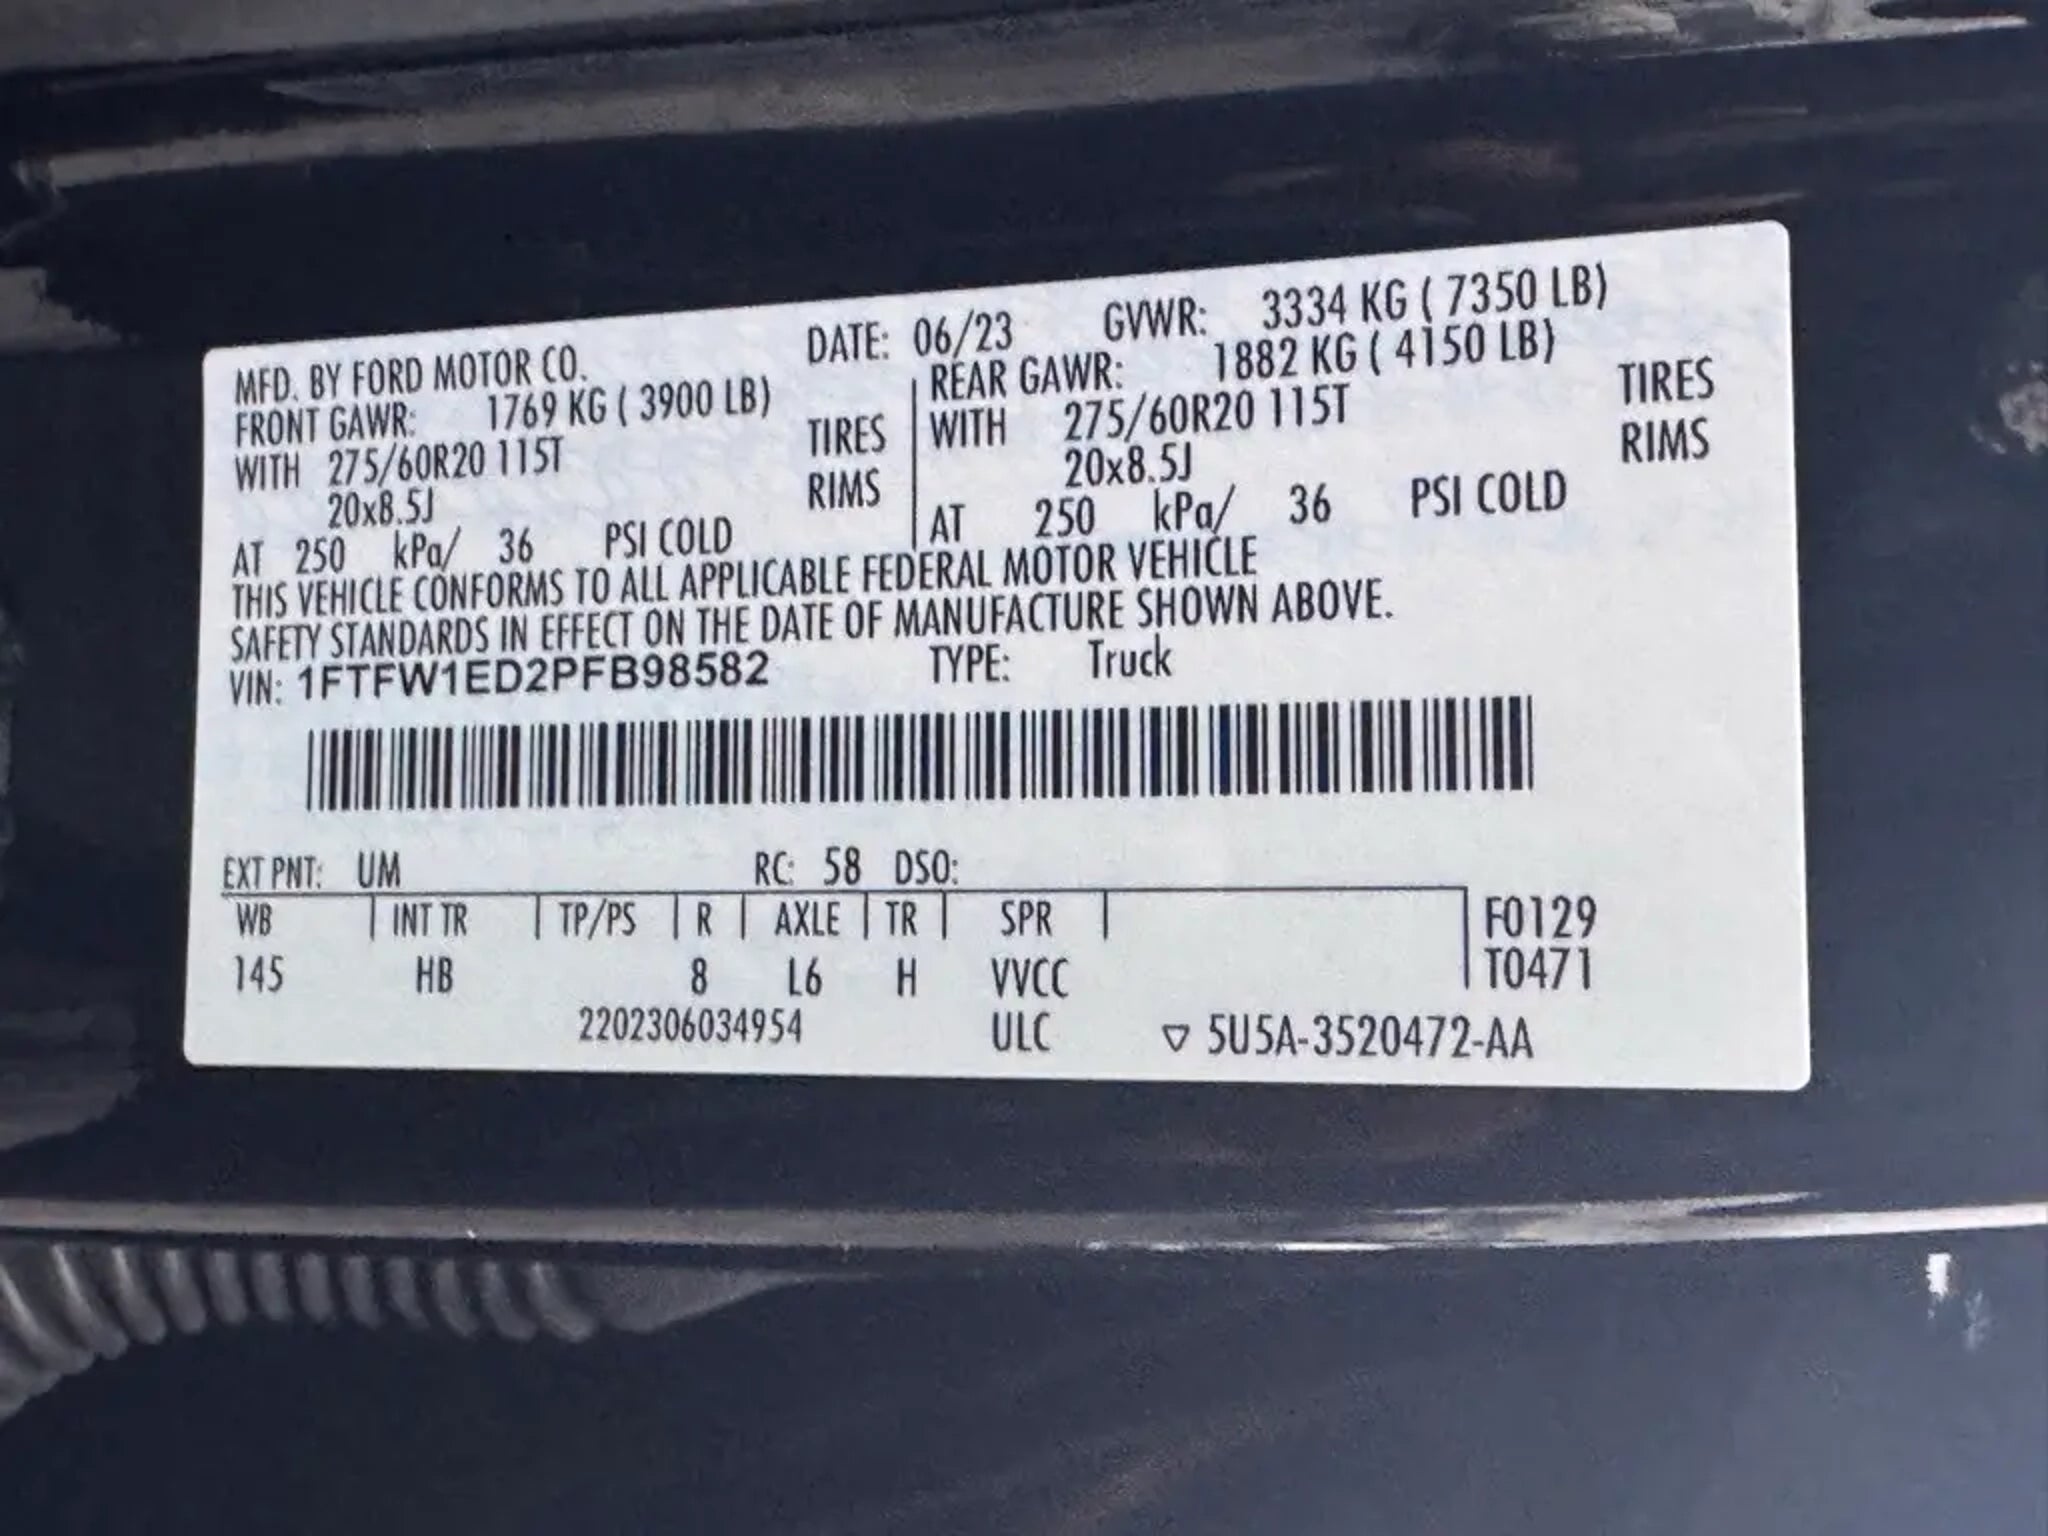 MFD. BY FORD MOTOR CO. DATE: 06/23 GVWR: 3334 KG ( 7350 LB)
FRONT GAWR: 1769 KG ( 3900 LB)
WITH 275/60R20 115T TIRES
20x8.5J RIMS
AT 250 kPa/ 36 PSI COLD
REAR GAWR: 1882 KG ( 4150 LB)
WITH 275/60R20 115T TIRES
20x8.5J RIMS
AT 250 kPa/ 36 PSI COLD
THIS VEHICLE CONFORMS TO ALL APPLICABLE FEDERAL MOTOR VEHICLE
SAFETY STANDARDS IN EFFECT ON THE DATE OF MANUFACTURE SHOWN ABOVE.
VIN: 1FTFW1ED2PFB98582 TYPE: Truck
EXT PNT: UM RC: 58 DSO:
WB INT TR TP/PS R AXLE TR SPR F0129
145 HB 8 L6 H VVCC T0471
2202306034954 ULC ▽ 5U5A-3520472-AA